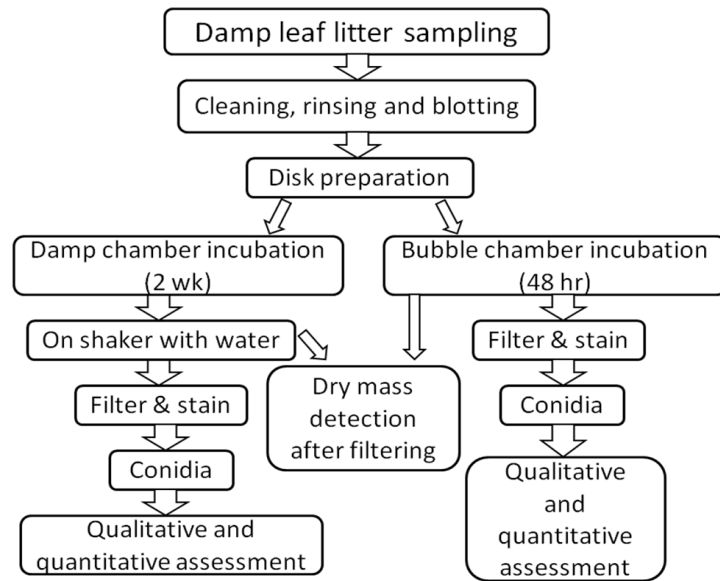 Damp leaf litter sampling
Cleaning, rinsing and blotting
Disk preparation
Damp chamber incubation
(2 wk)
On shaker with water
Filter & stain
Conidia
Qualitative and
quantitative assessment
Dry mass
detection
after filtering
Bubble chamber incubation
(48 hr)
Filter & stain
Conidia
Qualitative
and
quantitative
assessment